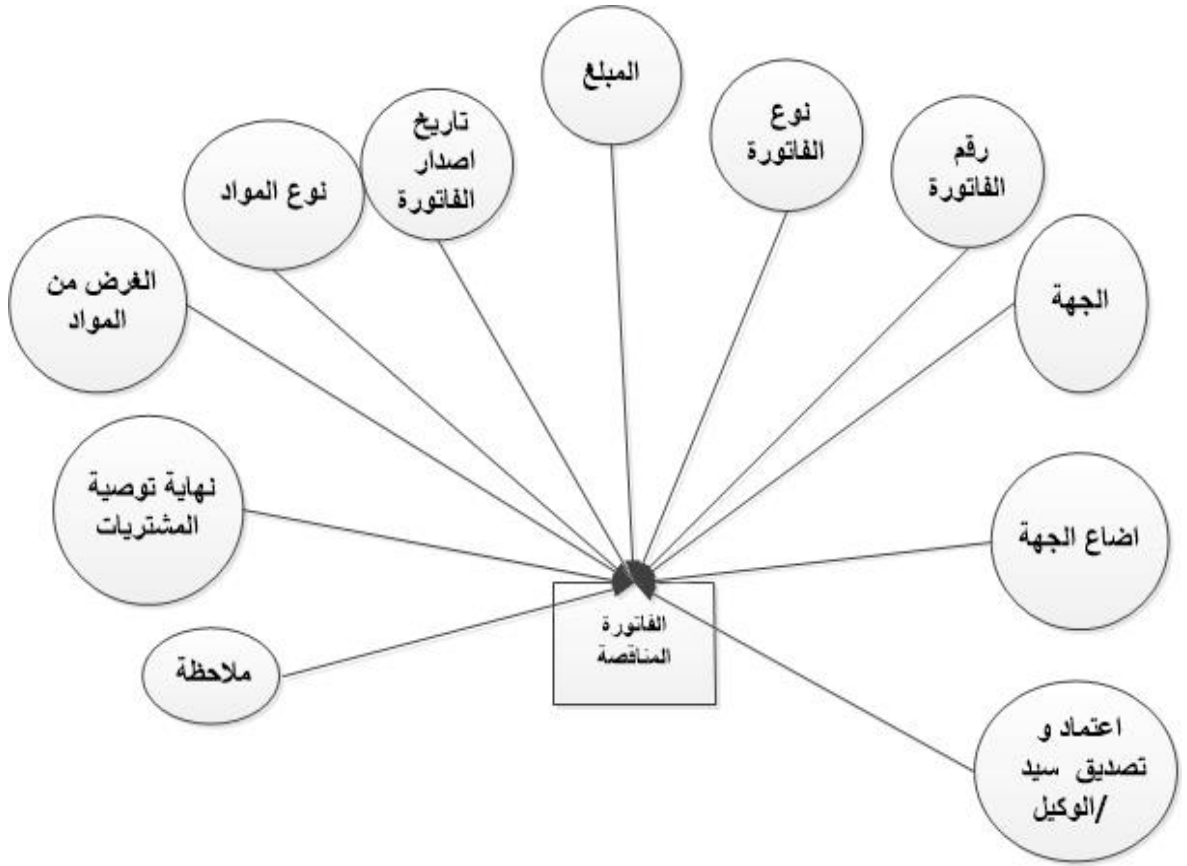 المبلغ
نوع
الفاتورة
رقم
الفاتورة
تاريخ
اصدار
الفاتورة
نوع المواد
الجهة
الغرض من
المواد
نهاية توصية
المشتريات
اضاع الجهة
الفاتورة
المناقصة
ملاحظة
اعتماد و
تصديق سيد
/الوكيل